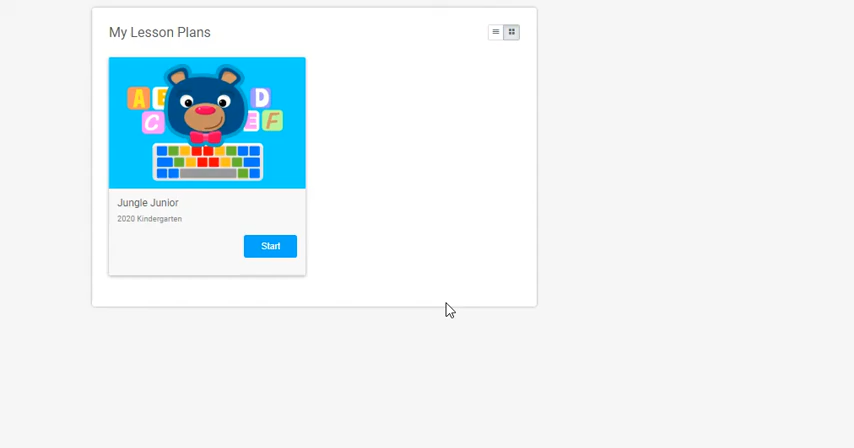 My Lesson Plans
A E D
C E F
Jungle Junior
2020 Kindergarten
Start